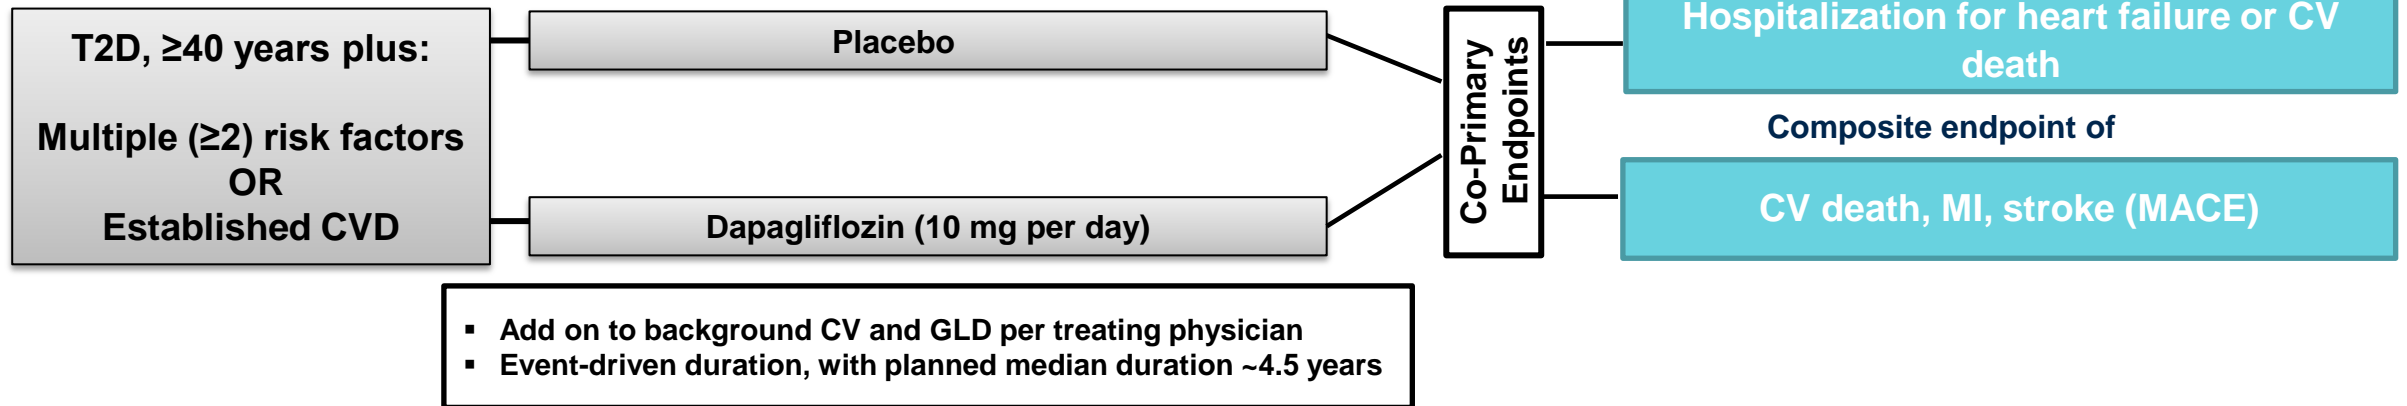 T2D, ≥40 years plus:
Multiple (≥2) risk factors
OR
Established CVD
Placebo
Dapagliflozin (10 mg per day)
Co-Primary
Endpoints
Hospitalization for heart failure or CV
death
Composite endpoint of
CV death, MI, stroke (MACE)
▪ Add on to background CV and GLD per treating physician
▪ Event-driven duration, with planned median duration ~4.5 years